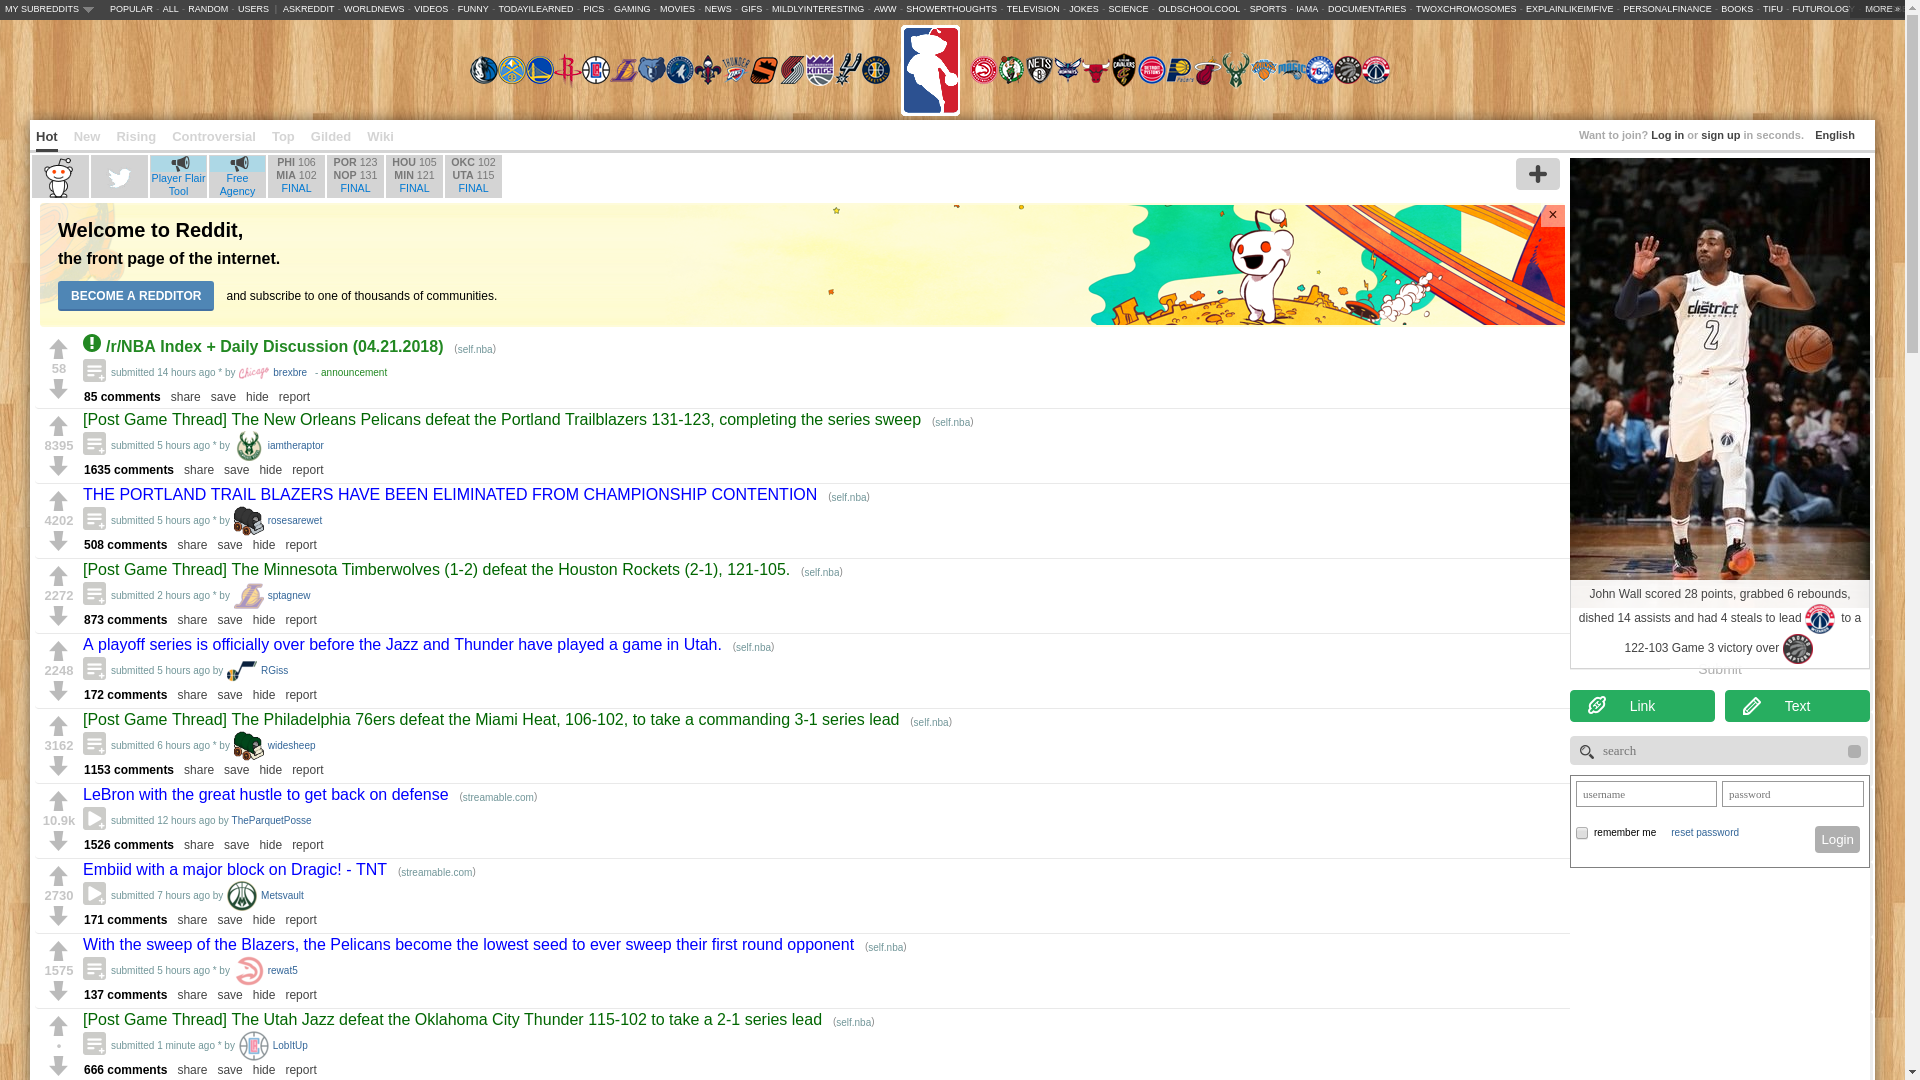 MY SUBREDDITS POPULAR - ALL - RANDOM - USERS | ASKREDDIT - WORLDNEWS - VIDEOS - FUNNY - TODAYILEARNED - PICS - GAMING - MOVIES - NEWS - GIFS - MILDLYINTERESTING - AWW - SHOWERTHOUGHTS - TELEVISION - JOKES - SCIENCE - OLDSCHOOLCOOL - SPORTS - IAMA - DOCUMENTARIES - TWOXCHROMOSOMES - EXPLAINLIKEIMFIVE - PERSONALFINANCE - BOOKS - TIFU - FUTUROLOGY MORE »
Hot New Rising Controversial Top Gilded Wiki
Want to join? Log in or sign up in seconds. English
Player Flair Tool
Free Agency
PHI 106
MIA 102
FINAL
POR 123
NOP 131
FINAL
HOU 105
MIN 121
FINAL
OKC 102
UTA 115
FINAL
Welcome to Reddit,
the front page of the internet.
BECOME A REDDITOR and subscribe to one of thousands of communities.
×
/r/NBA Index + Daily Discussion (04.21.2018) (self.nba)
58
submitted 14 hours ago * by Chicago brexbre - announcement
85 comments share save hide report
[Post Game Thread] The New Orleans Pelicans defeat the Portland Trailblazers 131-123, completing the series sweep (self.nba)
8395
submitted 5 hours ago * by iamtheraptor
1635 comments share save hide report
THE PORTLAND TRAIL BLAZERS HAVE BEEN ELIMINATED FROM CHAMPIONSHIP CONTENTION (self.nba)
4202
submitted 5 hours ago * by rosesarewet
508 comments share save hide report
[Post Game Thread] The Minnesota Timberwolves (1-2) defeat the Houston Rockets (2-1), 121-105. (self.nba)
2272
submitted 2 hours ago * by sptagnew
873 comments share save hide report
A playoff series is officially over before the Jazz and Thunder have played a game in Utah. (self.nba)
2248
submitted 5 hours ago by RGiss
172 comments share save hide report
[Post Game Thread] The Philadelphia 76ers defeat the Miami Heat, 106-102, to take a commanding 3-1 series lead (self.nba)
3162
submitted 6 hours ago * by widesheep
1153 comments share save hide report
LeBron with the great hustle to get back on defense (streamable.com)
10.9k
submitted 12 hours ago by TheParquetPosse
1526 comments share save hide report
Embiid with a major block on Dragic! - TNT (streamable.com)
2730
submitted 7 hours ago by Metsvault
171 comments share save hide report
With the sweep of the Blazers, the Pelicans become the lowest seed to ever sweep their first round opponent (self.nba)
1575
submitted 5 hours ago * by rewat5
137 comments share save hide report
[Post Game Thread] The Utah Jazz defeat the Oklahoma City Thunder 115-102 to take a 2-1 series lead (self.nba)
•
submitted 1 minute ago * by LobItUp
666 comments share save hide report
the district
2
John Wall scored 28 points, grabbed 6 rebounds,
dished 14 assists and had 4 steals to lead to a
122-103 Game 3 victory over
Submit
Link Text
search
username password
remember me reset password Login